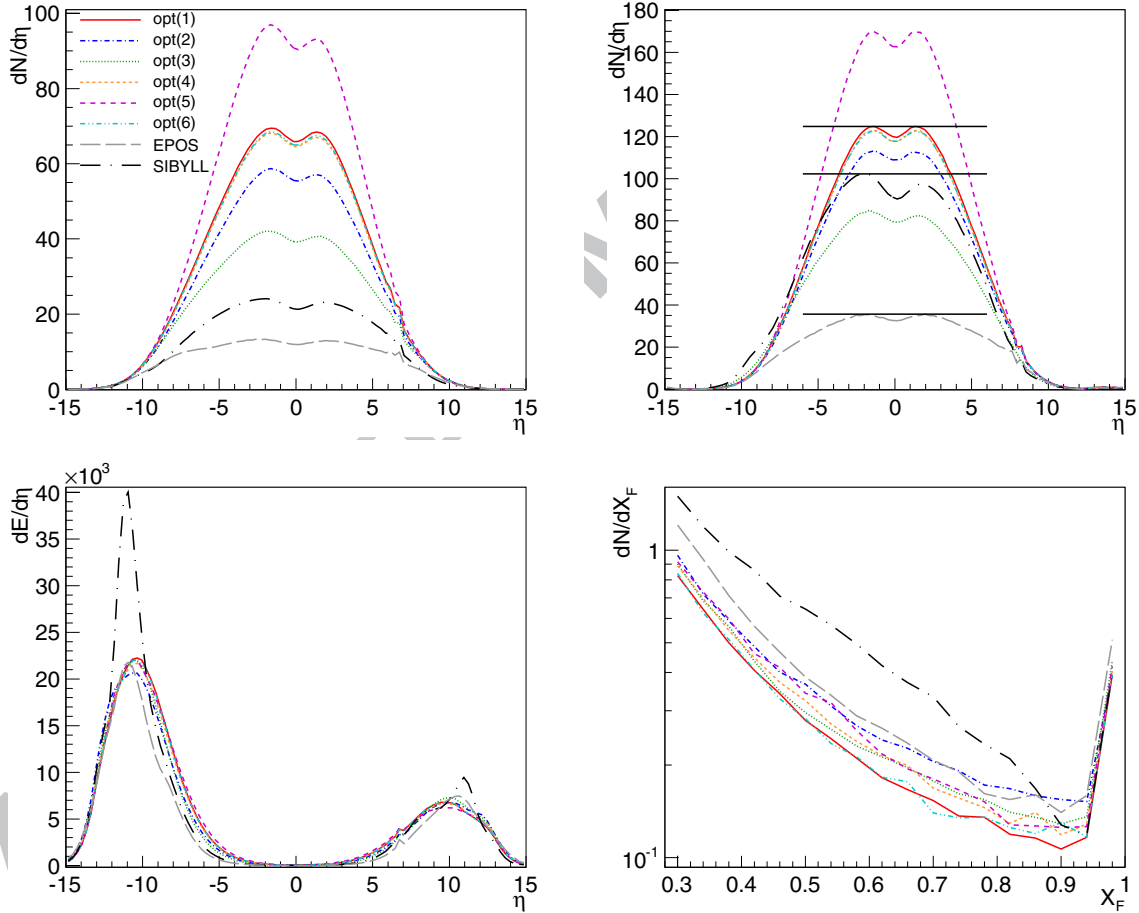 dN/dη
100
80
60
40
20
0
opt(1)
opt(2)
opt(3)
opt(4)
opt(5)
opt(6)
EPOS
SIBYLL
-15 -10 -5 0 5 10 15
η
dN/dη
180
160
140
120
100
80
60
40
20
0
-15 -10 -5 0 5 10 15
η
×10³
dE/dη
40
35
30
25
20
15
10
5
0
-15 -10 -5 0 5 10 15
η
dN/dX_F
1
10⁻¹
0.3 0.4 0.5 0.6 0.7 0.8 0.9 1
X_F